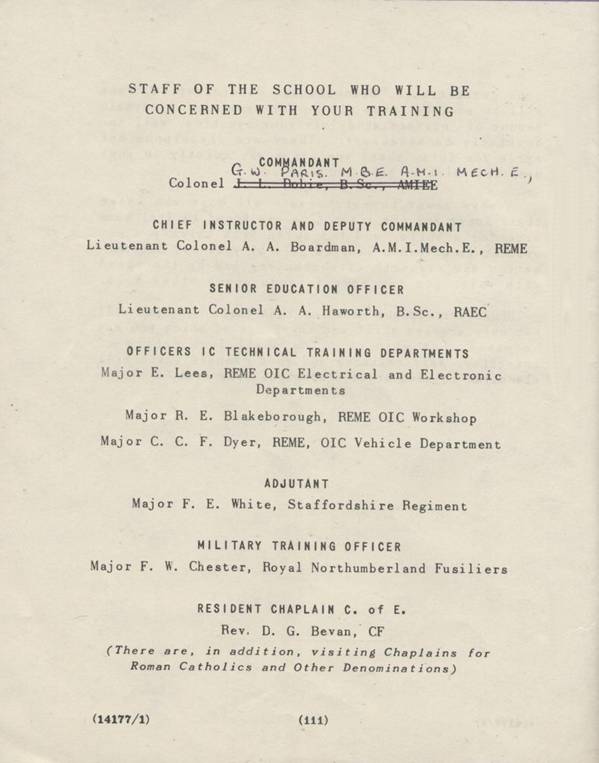 STAFF OF THE SCHOOL WHO WILL BE
CONCERNED WITH YOUR TRAINING
COMMANDANT
G.W. PARIS. M.B.E. A.M.I. MECH.E.,
Colonel J. L. Dobie, B.Sc., AMIEE
CHIEF INSTRUCTOR AND DEPUTY COMMANDANT
Lieutenant Colonel A. A. Boardman, A.M.I.Mech.E., REME
SENIOR EDUCATION OFFICER
Lieutenant Colonel A. A. Haworth, B.Sc., RAEC
OFFICERS IC TECHNICAL TRAINING DEPARTMENTS
Major E. Lees, REME OIC Electrical and Electronic
Departments
Major R. E. Blakeborough, REME OIC Workshop
Major C. C. F. Dyer, REME, OIC Vehicle Department
ADJUTANT
Major F. E. White, Staffordshire Regiment
MILITARY TRAINING OFFICER
Major F. W. Chester, Royal Northumberland Fusiliers
RESIDENT CHAPLAIN C. of E.
Rev. D. G. Bevan, CF
(There are, in addition, visiting Chaplains for
Roman Catholics and Other Denominations)
(14177/1) (111)